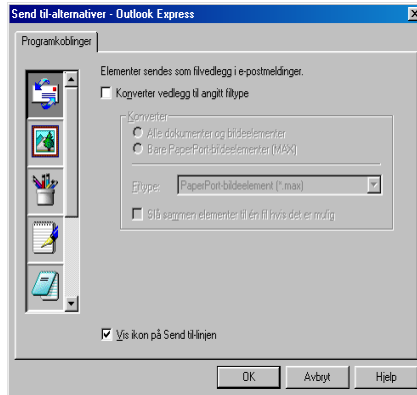 Send til-alternativer - Outlook Express
Programkoblinger
Elementer sendes som filvedlegg i e-postmeldinger.
Konverter vedlegg til angitt filtype
Konverter
Alle dokumenter og bildeelementer
Bare PaperPort-bildeelementer (MAX)
Filtype: PaperPort-bildeelement (*.max)
Slå sammen elementer til én fil hvis det er mulig
Vis ikon på Send til-linjen
OK Avbryt Hjelp